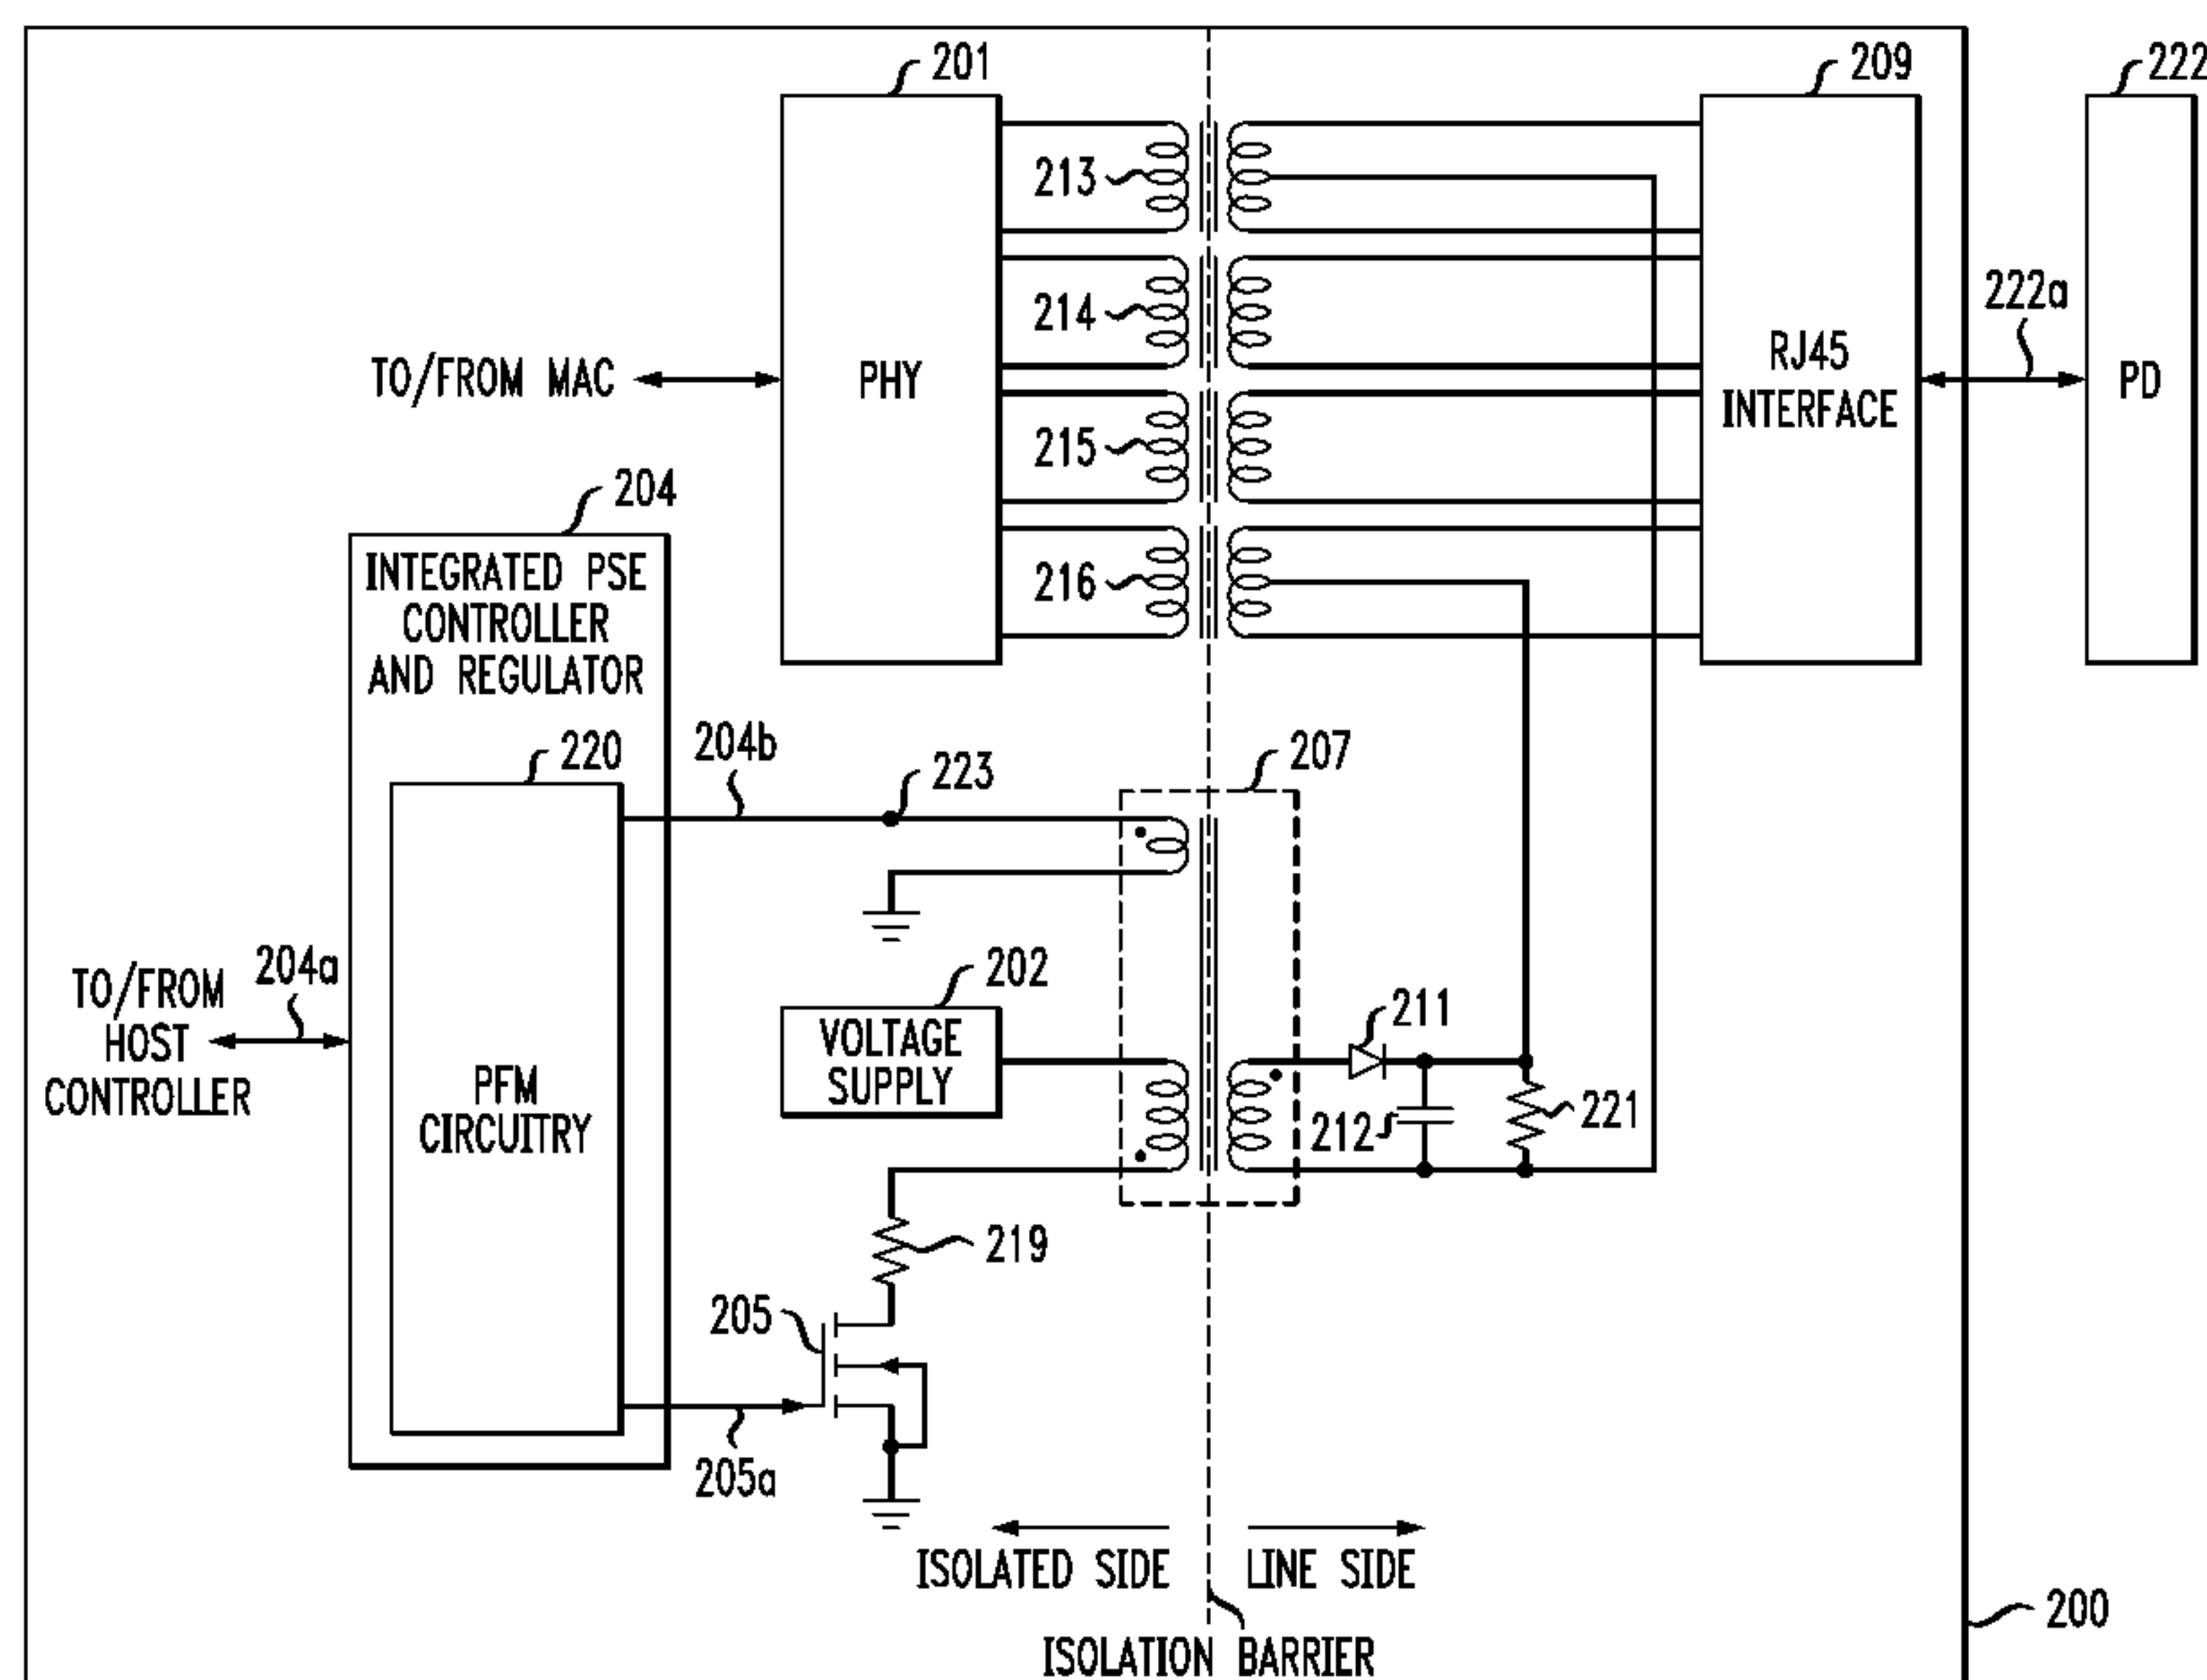 201
209
222
213
214
222a
TO/FROM MAC
PHY
RJ45
INTERFACE
PD
215
204
216
INTEGRATED PSE
CONTROLLER
AND REGULATOR
220
204b
223
207
204a
202
TO/FROM
HOST
CONTROLLER
VOLTAGE
SUPPLY
211
PFM
CIRCUITRY
212
221
219
205
205a
ISOLATED SIDE
LINE SIDE
200
ISOLATION BARRIER